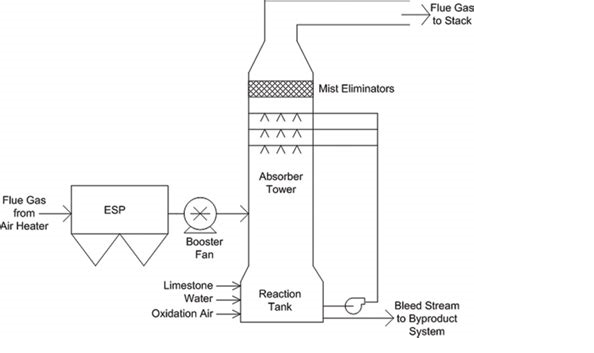 Flue Gas
to Stack
Mist Eliminators
Absorber
Tower
Flue Gas
from
Air Heater
ESP
Booster
Fan
Limestone
Water
Oxidation Air
Reaction
Tank
Bleed Stream
to Byproduct
System